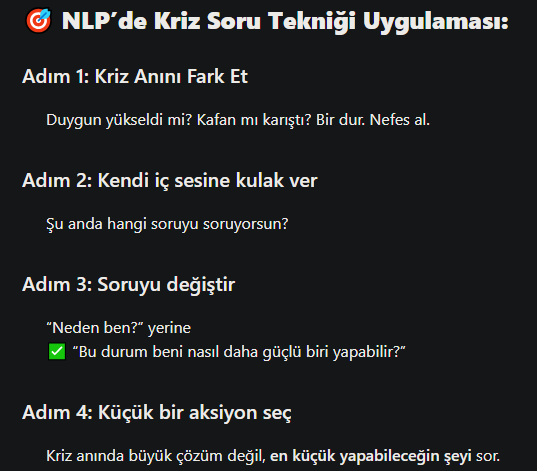 🎯 NLP´de Kriz Soru Tekniği Uygulaması:
Adım 1: Kriz Anını Fark Et
Duygun yükseldi mi? Kafan mı karıştı? Bir dur. Nefes al.
Adım 2: Kendi iç sesine kulak ver
Şu anda hangi soruyu soruyorsun?
Adım 3: Soruyu değiştir
“Neden ben?” yerine
✅ “Bu durum beni nasıl daha güçlü biri yapabilir?”
Adım 4: Küçük bir aksiyon seç
Kriz anında büyük çözüm değil, en küçük yapabileceğin şeyi sor.